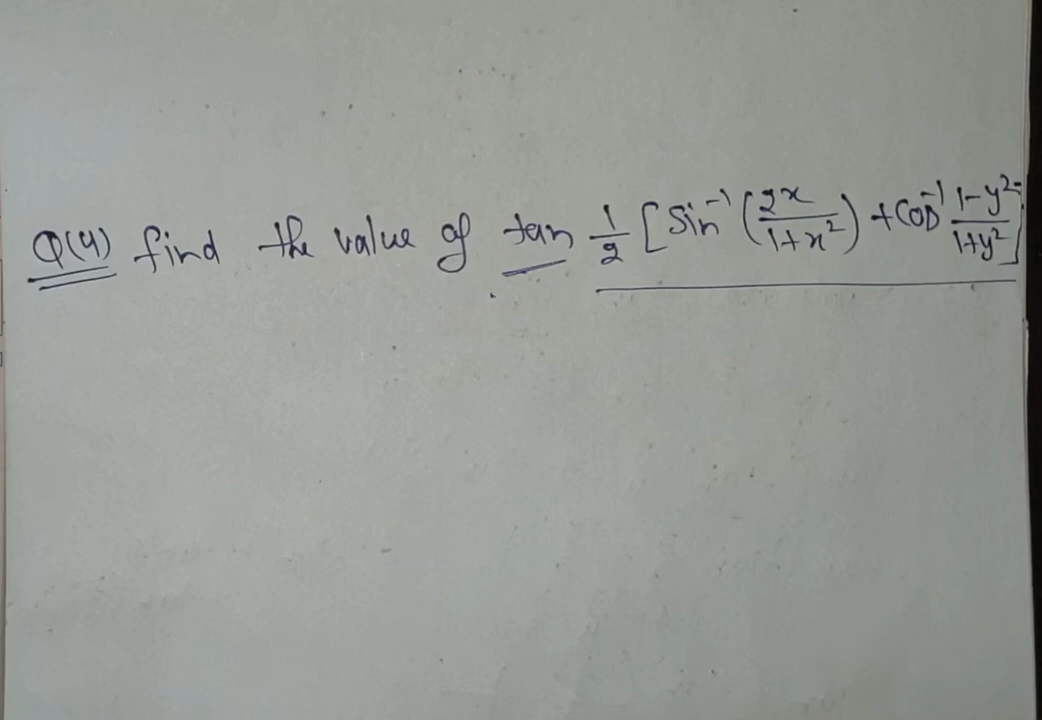 Q(4) find the value of tan 1/2 [Sin⁻¹ (2x/1+x²) + Cos⁻¹ 1-y²/1+y²]